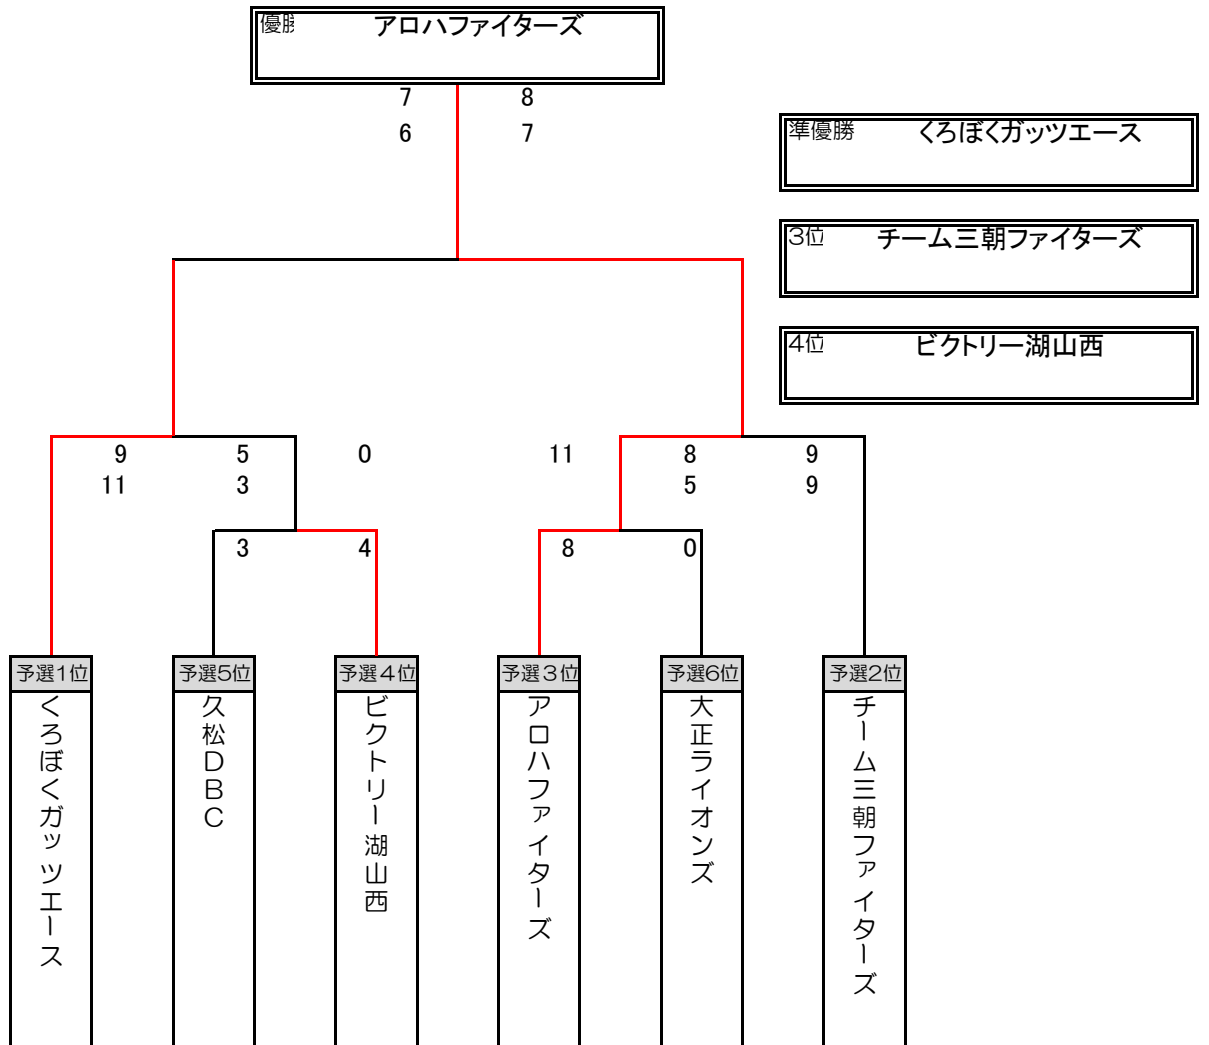 優勝 アロハファイターズ
7 8
6 7
準優勝 くろぼくガッツエース
3位 チーム三朝ファイターズ
4位 ビクトリー湖山西
9 5 0 11 8 9
11 3 5 9
3 4 8 0
予選1位 予選5位 予選４位 予選３位 予選6位 予選2位
くろぼくガッツエース
久松ＤＢＣ
ビクトリー湖山西
アロハファイターズ
大正ライオンズ
チーム三朝ファイターズ